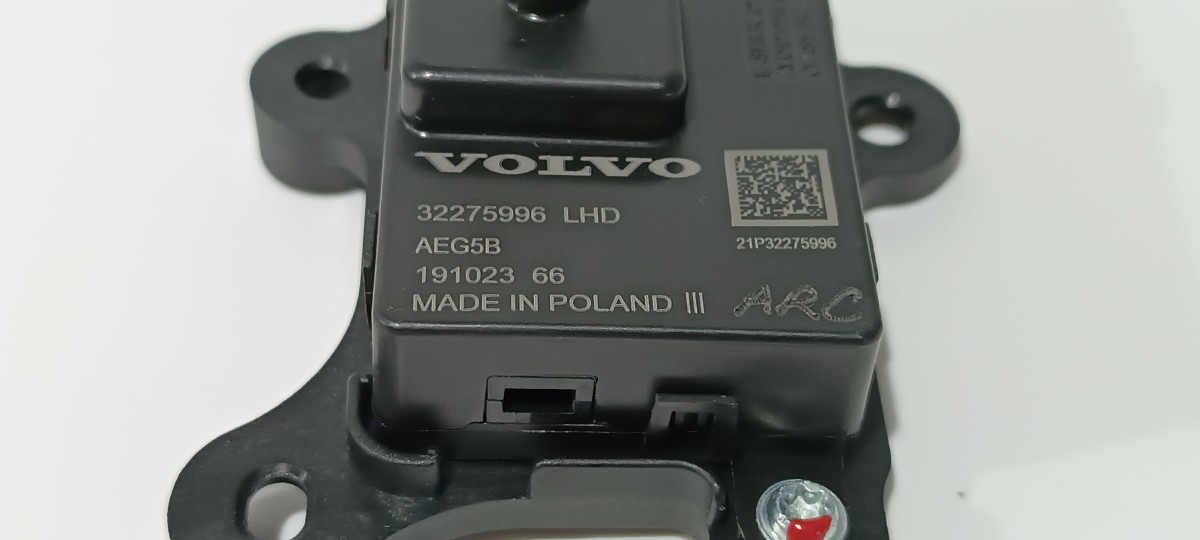 VOLVO
32275996 LHD
21P32275996
AEG5B
191023 66
MADE IN POLAND III
ARC